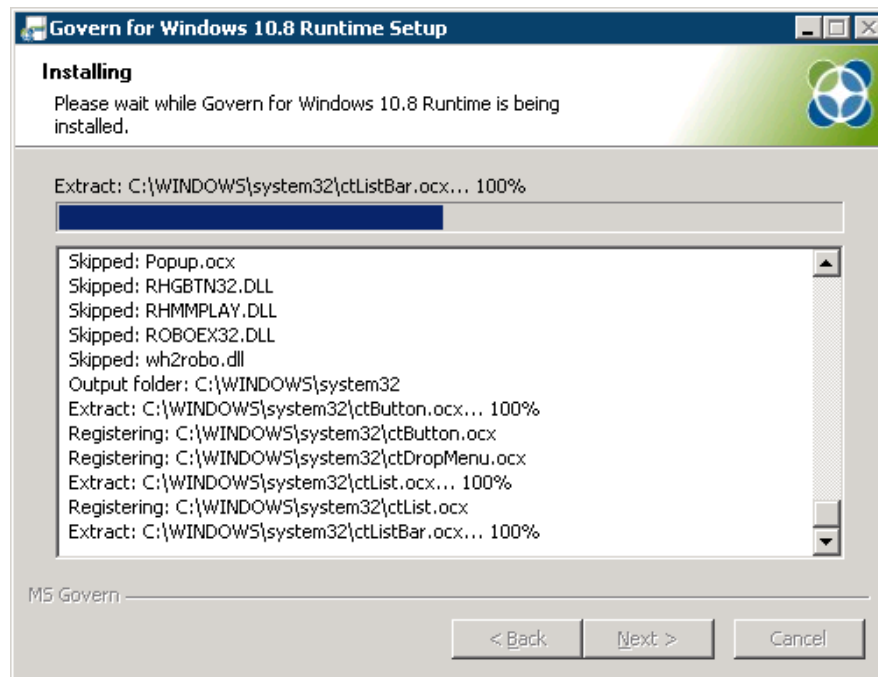 Govern for Windows 10.8 Runtime Setup
Installing
Please wait while Govern for Windows 10.8 Runtime is being
installed.
Extract: C:\WINDOWS\system32\ctListBar.ocx... 100%
Skipped: Popup.ocx
Skipped: RHGBTN32.DLL
Skipped: RHMMPLAY.DLL
Skipped: ROBOEX32.DLL
Skipped: wh2robo.dll
Output folder: C:\WINDOWS\system32
Extract: C:\WINDOWS\system32\ctButton.ocx... 100%
Registering: C:\WINDOWS\system32\ctButton.ocx
Registering: C:\WINDOWS\system32\ctDropMenu.ocx
Extract: C:\WINDOWS\system32\ctList.ocx... 100%
Registering: C:\WINDOWS\system32\ctList.ocx
Extract: C:\WINDOWS\system32\ctListBar.ocx... 100%
MS Govern
< Back
Next >
Cancel